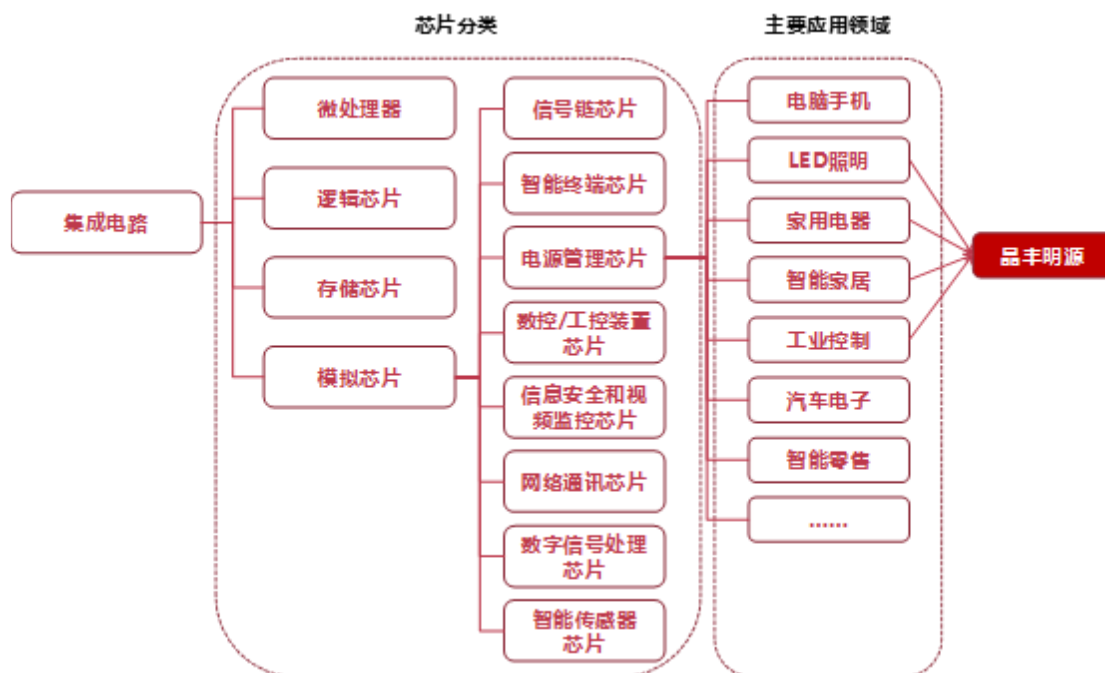 芯片分类
主要应用领域
集成电路
微处理器
逻辑芯片
存储芯片
模拟芯片
信号链芯片
智能终端芯片
电源管理芯片
数控/工控装置
芯片
信息安全和视
频监控芯片
网络通讯芯片
数字信号处理
芯片
智能传感器
芯片
电脑手机
LED照明
家用电器
智能家居
工业控制
汽车电子
智能零售
……
晶丰明源